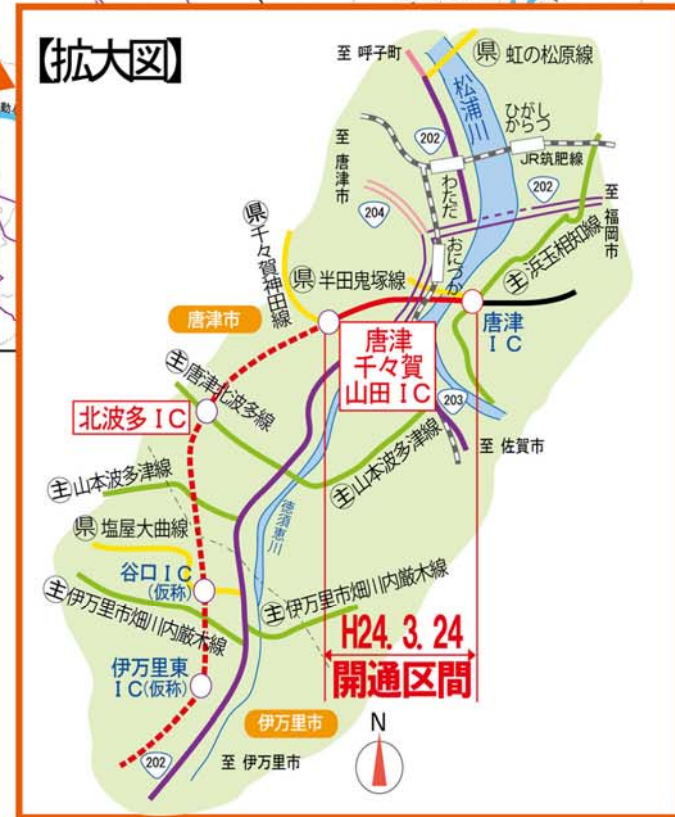 【拡大図】
至 呼子町
県 虹の松原線
松浦川
202
ひがし
からつ
JR筑肥線
至 唐津市
わただ
202
至 福岡市
204
県 千々賀神田線
おにづか
主 浜玉相知線
県 半田鬼塚線
唐津市
唐津
IC
唐津
千々賀
山田 IC
主 唐津北波多線
北波多 IC
203
至 佐賀市
主 山本波多津線
主 山本波多津線
徳須恵川
県 塩屋大曲線
谷口 IC
(仮称)
主 伊万里市畑川内厳木線
主 伊万里市畑川内厳木線
H24. 3. 24
開通区間
伊万里東
IC(仮称)
伊万里市
N
202
至 伊万里市